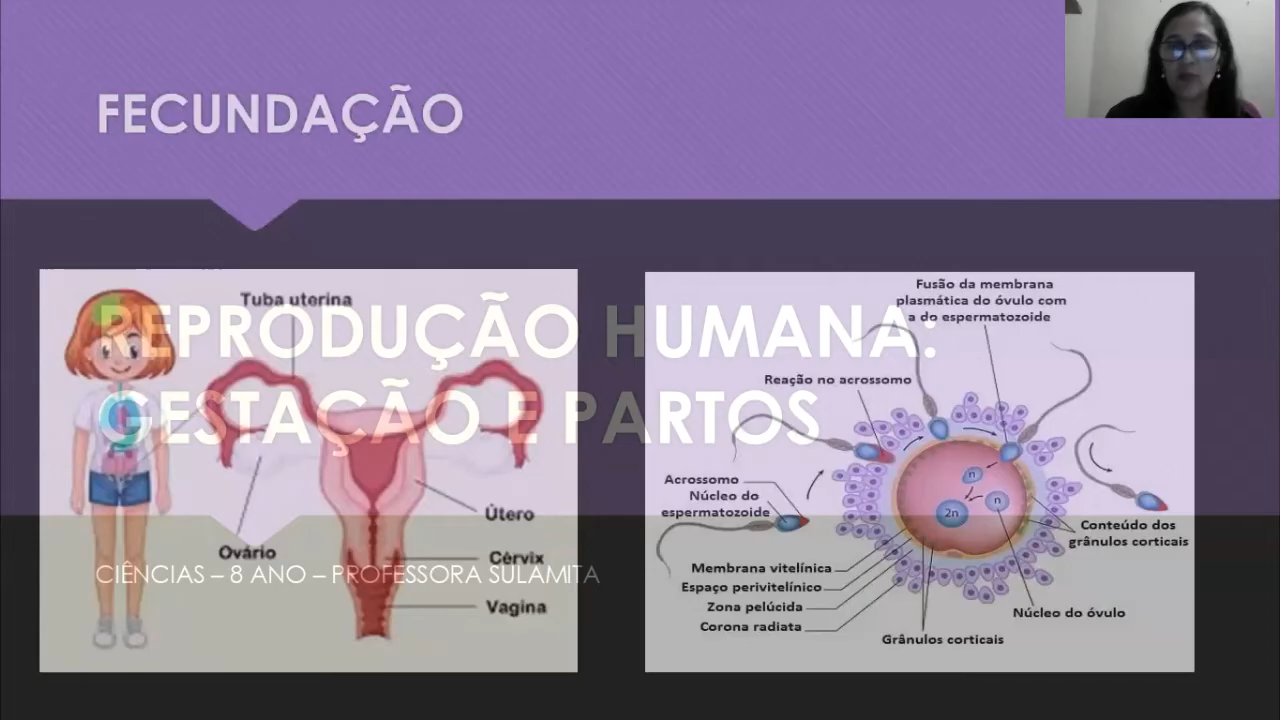 FECUNDAÇÃO
REPRODUÇÃO HUMANA:
GESTAÇÃO E PARTOS
CIÊNCIAS – 8 ANO – PROFESSORA SULAMITA
Tuba uterina
Ovário
Útero
Cérvix
Vagina
Fusão da membrana
plasmática do óvulo com
a do espermatozoide
Reação no acrossomo
Acrossomo
Núcleo do
espermatozoide
n
n
2n
Conteúdo dos
grânulos corticais
Membrana vitelínica
Espaço perivitelínico
Zona pelúcida
Corona radiata
Núcleo do óvulo
Grânulos corticais